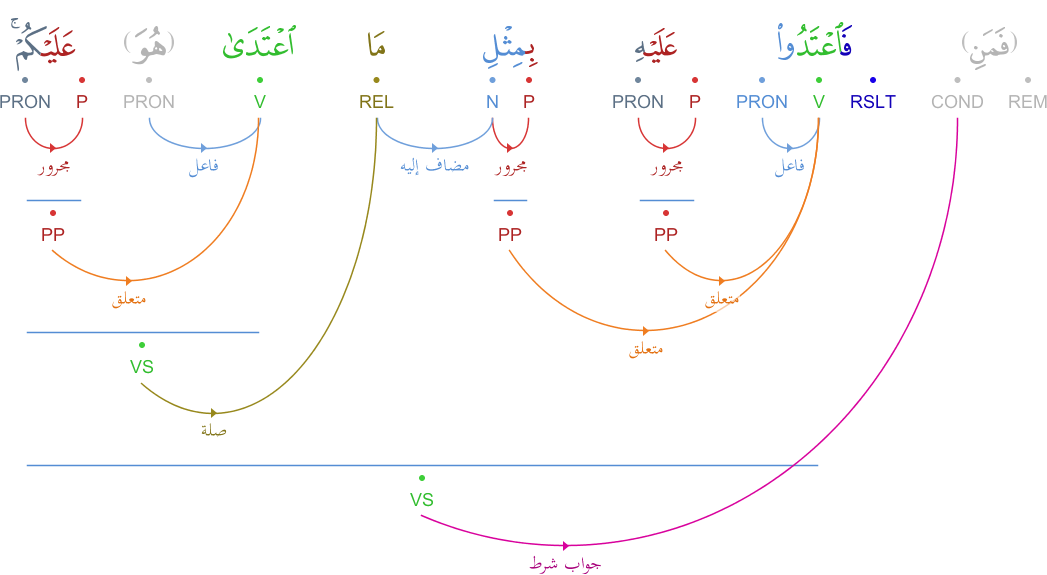 (فَمَنِ) فَٱعْتَدُوا۟ عَلَيْهِ بِمِثْلِ مَا ٱعْتَدَىٰ (هُوَ) عَلَيْكُمْ ۚ
REM COND RSLT V PRON P PRON P N REL V PRON P PRON
فاعل مجرور مجرور مضاف إليه فاعل مجرور
PP PP PP
متعلق متعلق
متعلق
VS
صلة
VS
جواب شرط